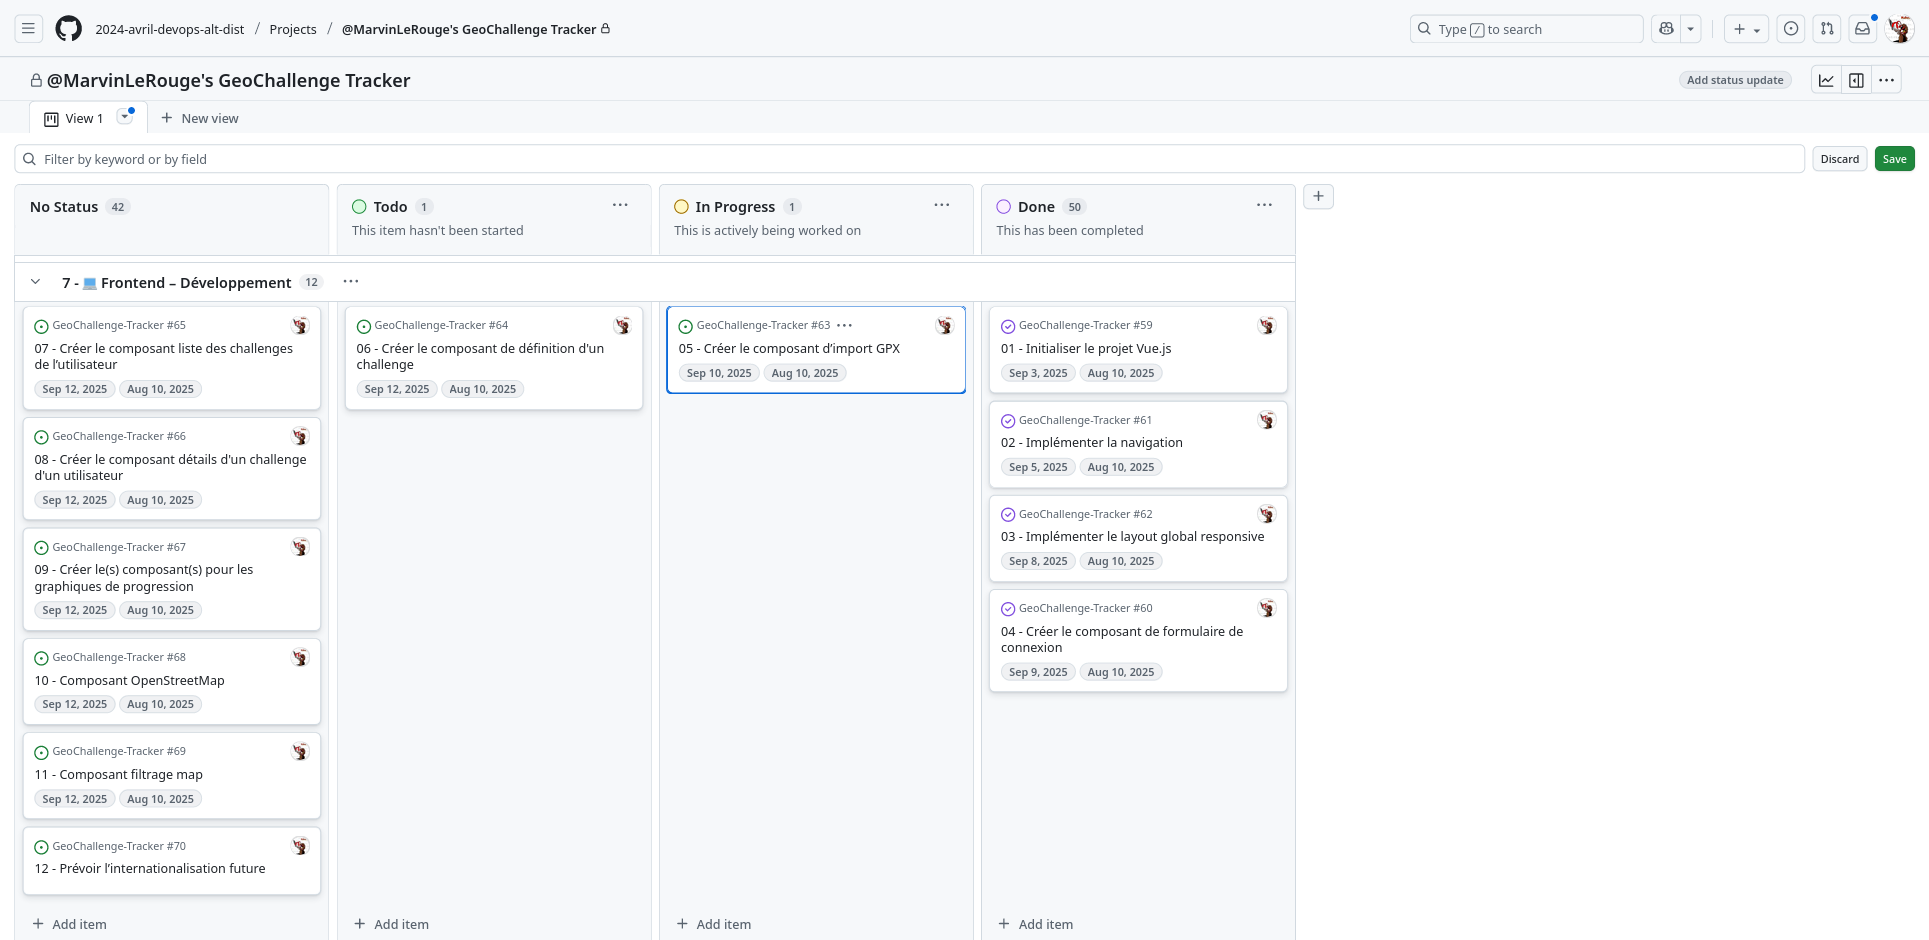 2024-avril-devops-alt-dist / Projects / @MarvinLeRouge's GeoChallenge Tracker
Type / to search
@MarvinLeRouge's GeoChallenge Tracker
Add status update
View 1
New view
Filter by keyword or by field
Discard
Save
No Status 42
Todo 1
This item hasn't been started
In Progress 1
This is actively being worked on
Done 50
This has been completed
7 - 💻 Frontend – Développement 12
GeoChallenge-Tracker #65
07 - Créer le composant liste des challenges
de l’utilisateur
Sep 12, 2025 Aug 10, 2025
GeoChallenge-Tracker #66
08 - Créer le composant détails d'un challenge
d'un utilisateur
Sep 12, 2025 Aug 10, 2025
GeoChallenge-Tracker #67
09 - Créer le(s) composant(s) pour les
graphiques de progression
Sep 12, 2025 Aug 10, 2025
GeoChallenge-Tracker #68
10 - Composant OpenStreetMap
Sep 12, 2025 Aug 10, 2025
GeoChallenge-Tracker #69
11 - Composant filtrage map
Sep 12, 2025 Aug 10, 2025
GeoChallenge-Tracker #70
12 - Prévoir l’internationalisation future
Add item
GeoChallenge-Tracker #64
06 - Créer le composant de définition d'un
challenge
Sep 12, 2025 Aug 10, 2025
Add item
GeoChallenge-Tracker #63
05 - Créer le composant d’import GPX
Sep 10, 2025 Aug 10, 2025
Add item
GeoChallenge-Tracker #59
01 - Initialiser le projet Vue.js
Sep 3, 2025 Aug 10, 2025
GeoChallenge-Tracker #61
02 - Implémenter la navigation
Sep 5, 2025 Aug 10, 2025
GeoChallenge-Tracker #62
03 - Implémenter le layout global responsive
Sep 8, 2025 Aug 10, 2025
GeoChallenge-Tracker #60
04 - Créer le composant de formulaire de
connexion
Sep 9, 2025 Aug 10, 2025
Add item